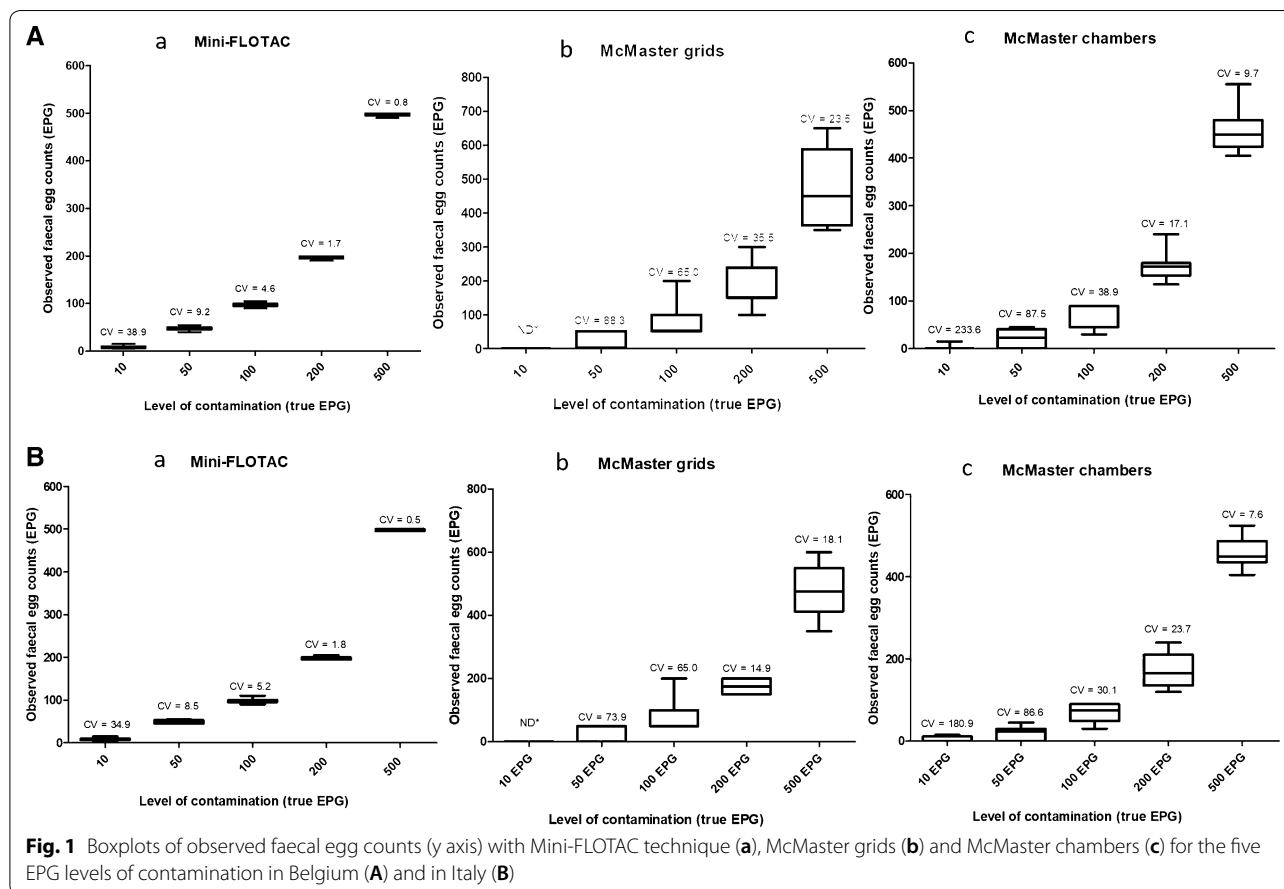 A
a Mini-FLOTAC
Observed faecal egg counts (EPG)
600
500
400
300
200
100
0
CV = 38.9
CV = 9.2
CV = 4.6
CV = 1.7
CV = 0.8
10 50 100 200 500
Level of contamination (true EPG)
b McMaster grids
Observed faecal egg counts (EPG)
800
700
600
500
400
300
200
100
0
ND*
CV = 88.3
CV = 65.0
CV = 35.5
CV = 23.5
10 50 100 200 500
Level of contamination (true EPG)
c McMaster chambers
Observed faecal egg counts (EPG)
600
500
400
300
200
100
0
CV = 233.6
CV = 87.5
CV = 38.9
CV = 17.1
CV = 9.7
10 50 100 200 500
Level of contamination (true EPG)
B
a Mini-FLOTAC
Observed faecal egg counts (EPG)
600
500
400
300
200
100
0
CV = 34.9
CV = 8.5
CV = 5.2
CV = 1.8
CV = 0.5
10 50 100 200 500
Level of contamination (true EPG)
b McMaster grids
Observed faecal egg counts (EPG)
800
600
400
200
0
ND*
CV = 73.9
CV = 65.0
CV = 14.9
CV = 18.1
10 EPG 50 EPG 100 EPG 200 EPG 500 EPG
Level of contamination (true EPG)
c McMaster chambers
Observed faecal egg counts (EPG)
600
400
200
0
CV = 180.9
CV = 86.6
CV = 30.1
CV = 23.7
CV = 7.6
10 EPG 50 EPG 100 EPG 200 EPG 500 EPG
Level of contamination (true EPG)
Fig. 1 Boxplots of observed faecal egg counts (y axis) with Mini-FLOTAC technique (a), McMaster grids (b) and McMaster chambers (c) for the five
EPG levels of contamination in Belgium (A) and in Italy (B)